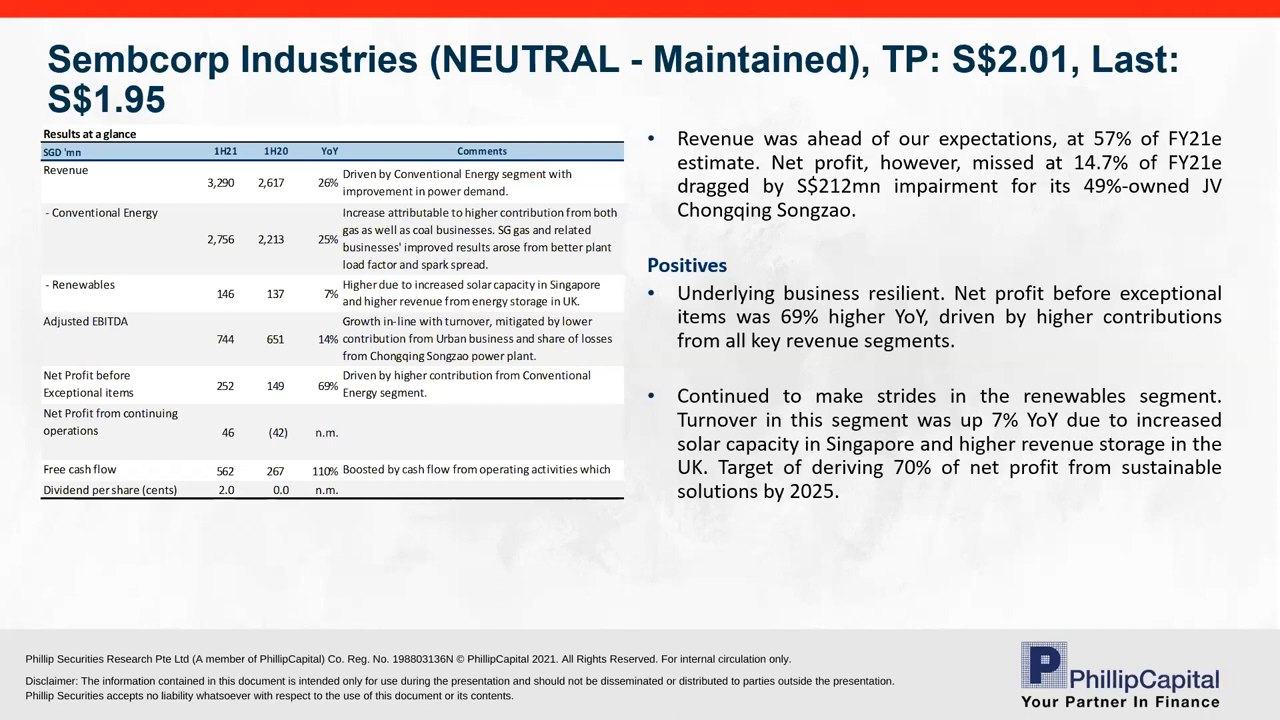 Sembcorp Industries (NEUTRAL - Maintained), TP: S$2.01, Last:
S$1.95
Results at a glance
SGD 'mn 1H21 1H20 YoY Comments
Revenue 3,290 2,617 26% Driven by Conventional Energy segment with
improvement in power demand.
- Conventional Energy 2,756 2,213 25% Increase attributable to higher contribution from both
gas as well as coal businesses. SG gas and related
businesses' improved results arose from better plant
load factor and spark spread.
- Renewables 146 137 7% Higher due to increased solar capacity in Singapore
and higher revenue from energy storage in UK.
Adjusted EBITDA 744 651 14% Growth in-line with turnover, mitigated by lower
contribution from Urban business and share of losses
from Chongqing Songzao power plant.
Net Profit before
Exceptional items 252 149 69% Driven by higher contribution from Conventional
Energy segment.
Net Profit from continuing
operations 46 (42) n.m.
Free cash flow 562 267 110% Boosted by cash flow from operating activities which
Dividend per share (cents) 2.0 0.0 n.m.
• Revenue was ahead of our expectations, at 57% of FY21e
estimate. Net profit, however, missed at 14.7% of FY21e
dragged by S$212mn impairment for its 49%-owned JV
Chongqing Songzao.
Positives
• Underlying business resilient. Net profit before exceptional
items was 69% higher YoY, driven by higher contributions
from all key revenue segments.
• Continued to make strides in the renewables segment.
Turnover in this segment was up 7% YoY due to increased
solar capacity in Singapore and higher revenue storage in the
UK. Target of deriving 70% of net profit from sustainable
solutions by 2025.
Phillip Securities Research Pte Ltd (A member of PhillipCapital) Co. Reg. No. 198803136N © PhillipCapital 2021. All Rights Reserved. For internal circulation only.
Disclaimer: The information contained in this document is intended only for use during the presentation and should not be disseminated or distributed to parties outside the presentation.
Phillip Securities accepts no liability whatsoever with respect to the use of this document or its contents.
P PhillipCapital
Your Partner In Finance